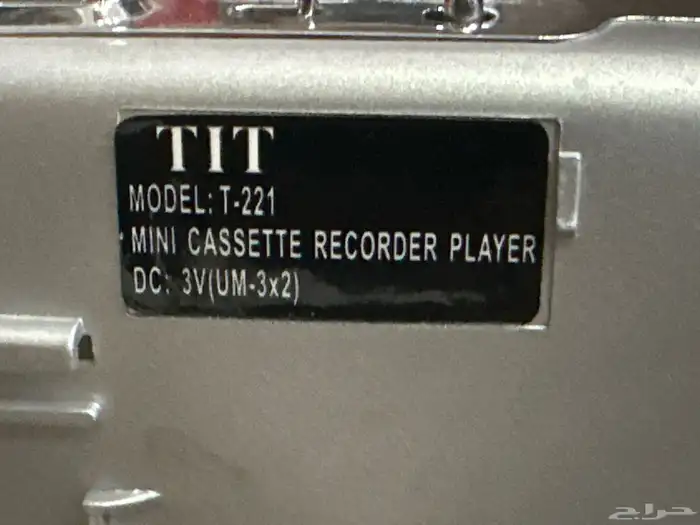 TIT
MODEL: T-221
MINI CASSETTE RECORDER PLAYER
DC: 3V(UM-3x2)
حراج